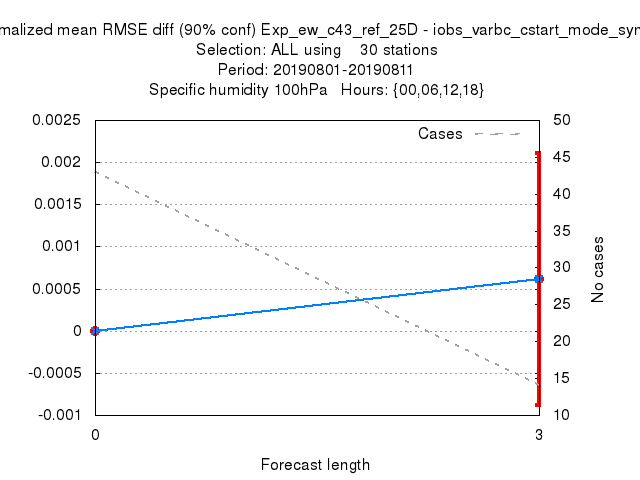 malized mean RMSE diff (90% conf) Exp_ew_c43_ref_25D - iobs_varbc_cstart_mode_syn
Selection: ALL using 30 stations
Period: 20190801-20190811
Specific humidity 100hPa Hours: {00,06,12,18}
Cases
0.0025
0.002
0.0015
0.001
0.0005
0
-0.0005
-0.001
50
45
40
35
30
25
20
15
10
No cases
0
3
Forecast length